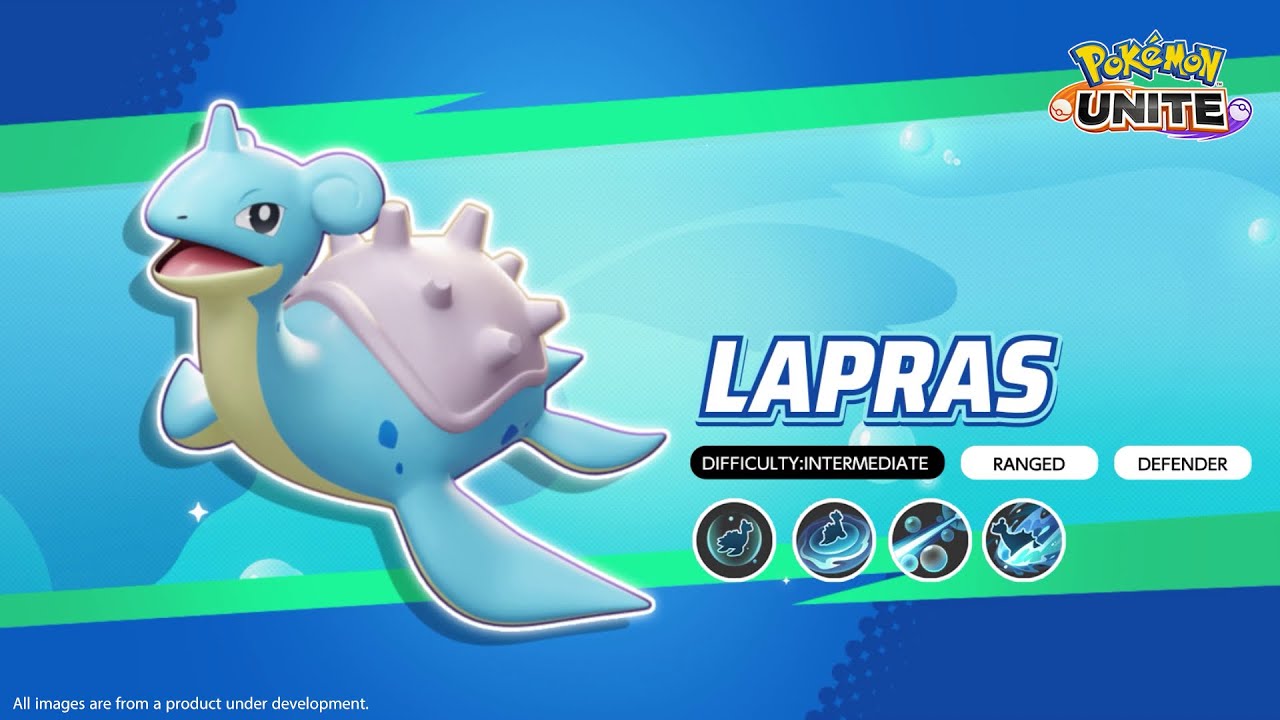 POKÉMON
UNITE
LAPRAS
DIFFICULTY:INTERMEDIATE RANGED DEFENDER
All images are from a product under development.